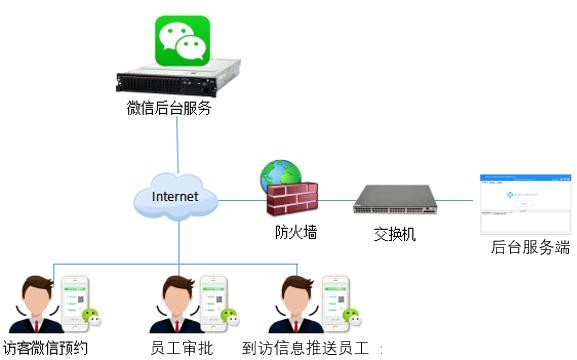 微信后台服务
Internet
防火墙
交换机
后台服务端
访客微信预约
员工审批
到访信息推送员工 :